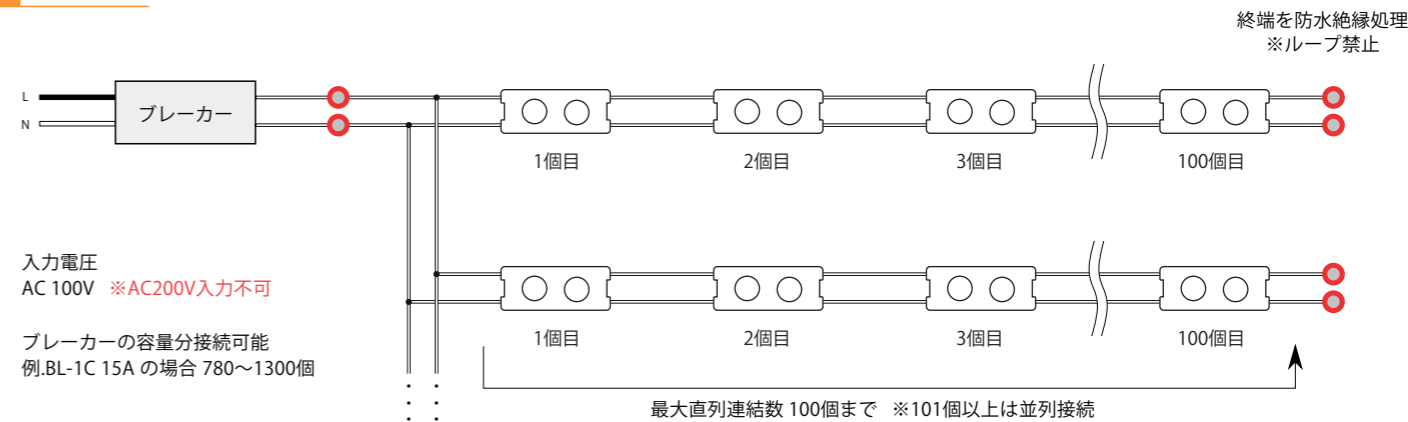 終端を防水絶縁処理
※ループ禁止
L
N
ブレーカー
1個目
2個目
3個目
100個目
入力電圧
AC 100V ※AC200V入力不可
ブレーカーの容量分接続可能
例.BL-1C 15A の場合 780～1300個
1個目
2個目
3個目
100個目
最大直列連結数 100個まで ※101個以上は並列接続